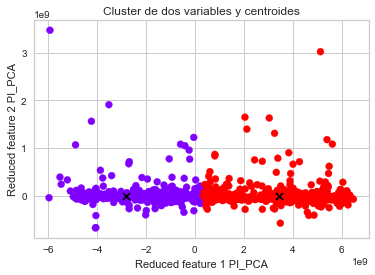 Cluster de dos variables y centroides
1e9
3
2
1
0
Reduced feature 2 PI_PCA
−6
−4
−2
0
2
4
6
1e9
Reduced feature 1 PI_PCA